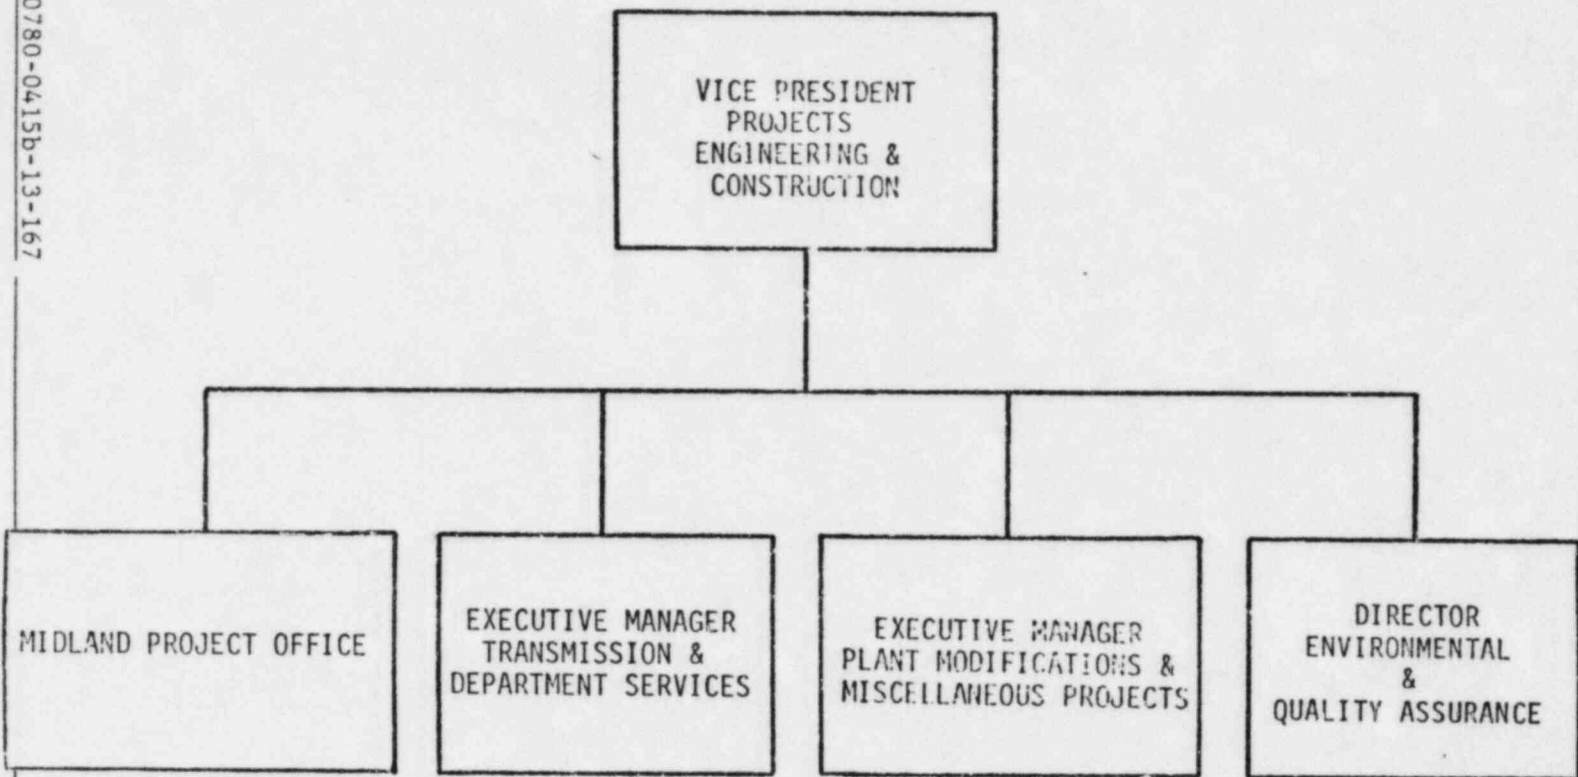 0780-0415b-13-167
VICE PRESIDENT
PROJECTS
ENGINEERING &
CONSTRUCTION
MIDLAND PROJECT OFFICE
EXECUTIVE MANAGER
TRANSMISSION &
DEPARTMENT SERVICES
EXECUTIVE MANAGER
PLANT MODIFICATIONS &
MISCELLANEOUS PROJECTS
DIRECTOR
ENVIRONMENTAL
&
QUALITY ASSURANCE